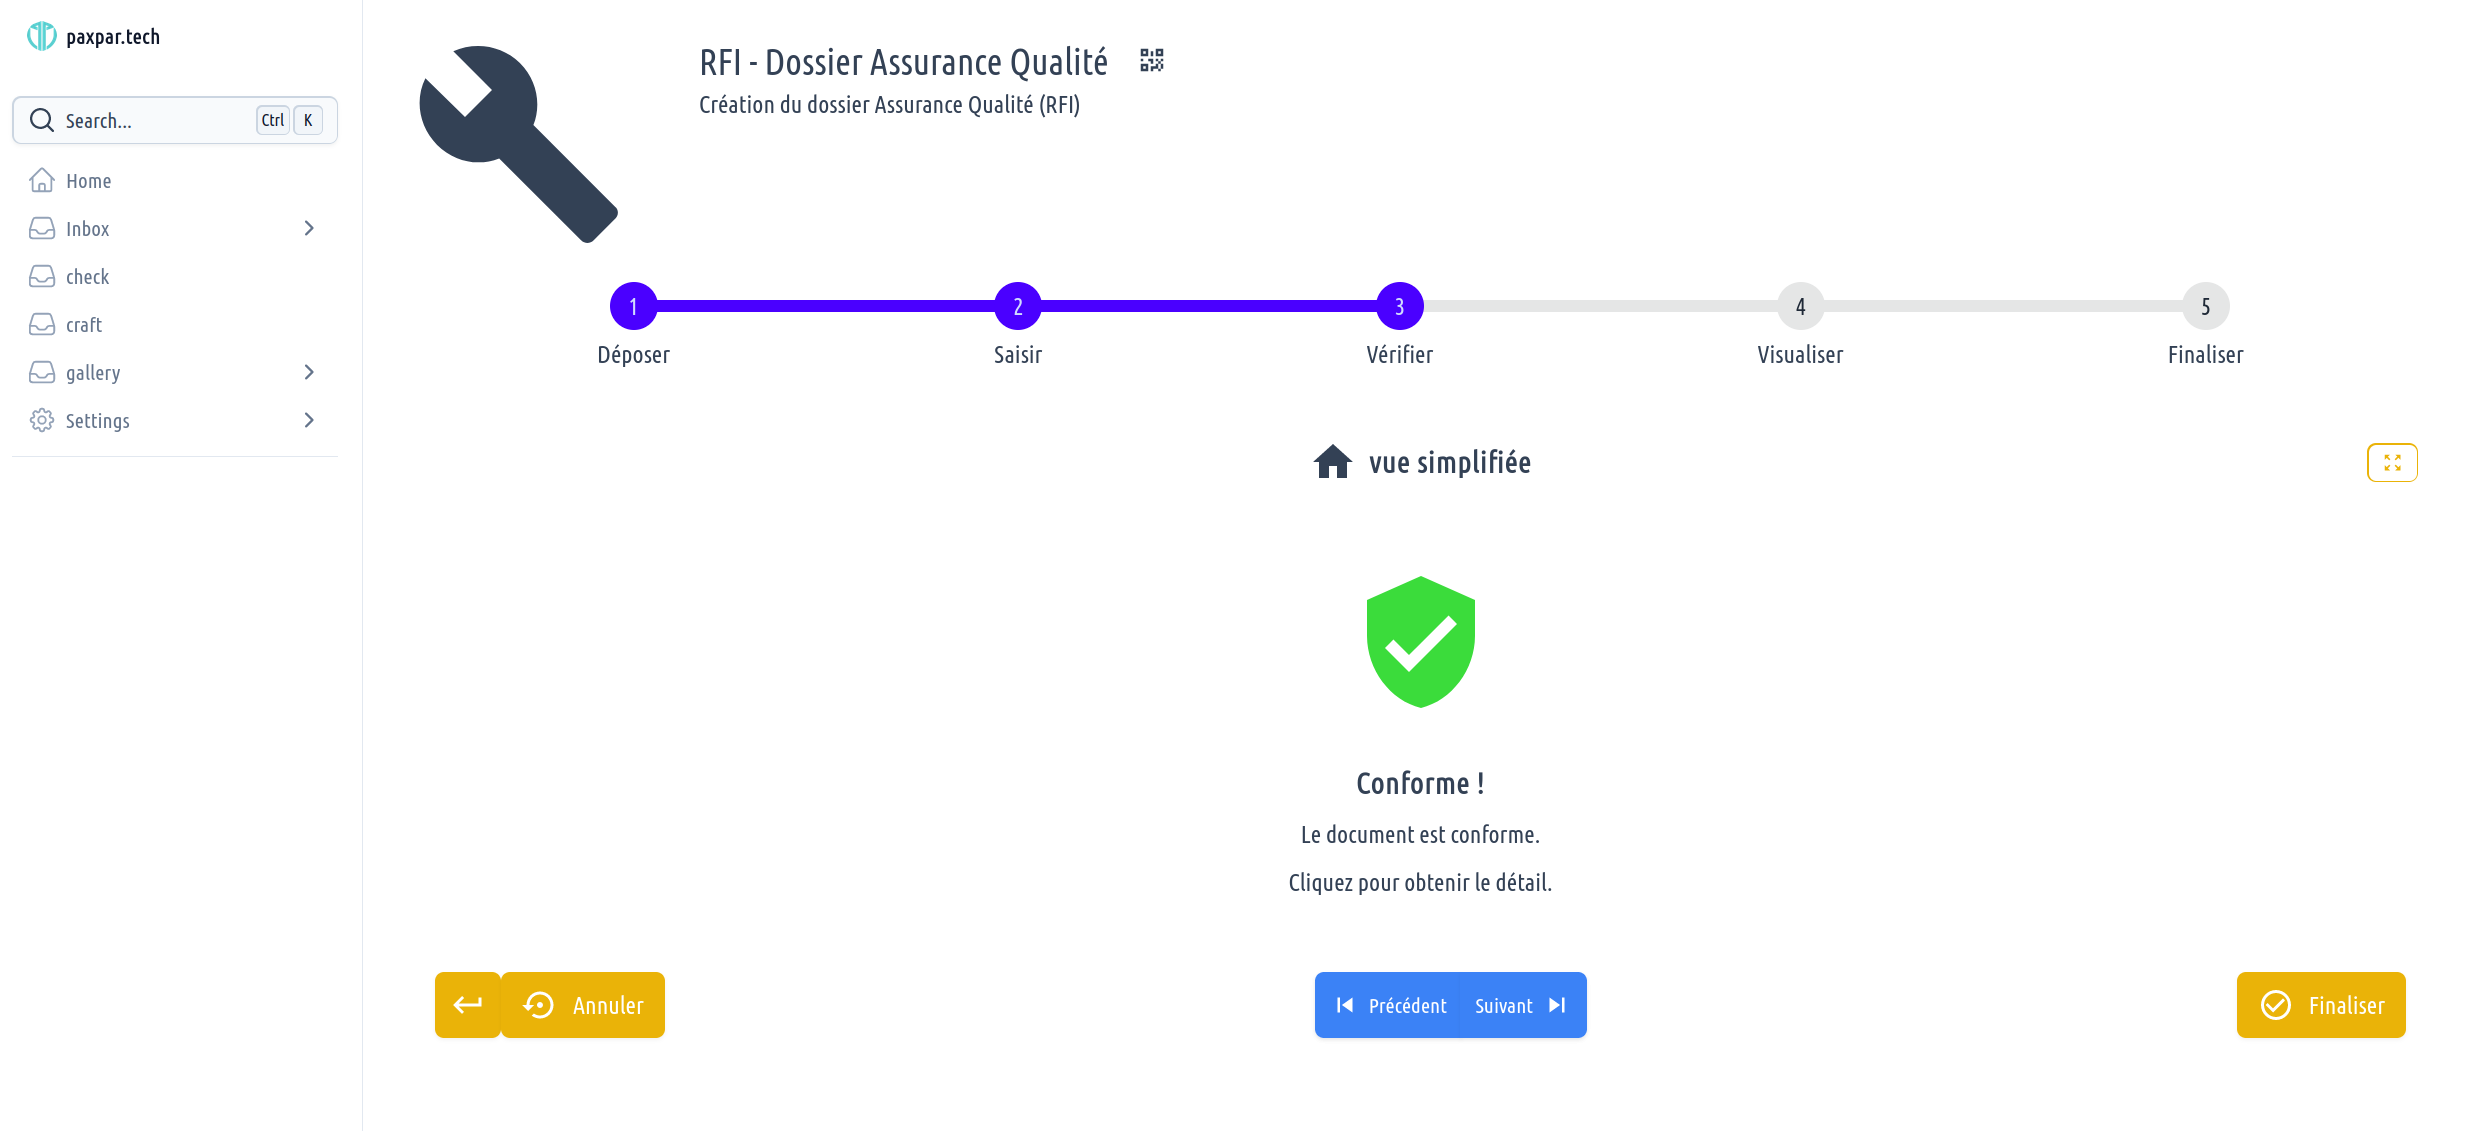 paxpar.tech
Search... Ctrl K
Home
Inbox
check
craft
gallery
Settings
RFI - Dossier Assurance Qualité
Création du dossier Assurance Qualité (RFI)
1 2 3 4 5
Déposer Saisir Vérifier Visualiser Finaliser
vue simplifiée
Conforme !
Le document est conforme.
Cliquez pour obtenir le détail.
Annuler Précédent Suivant Finaliser